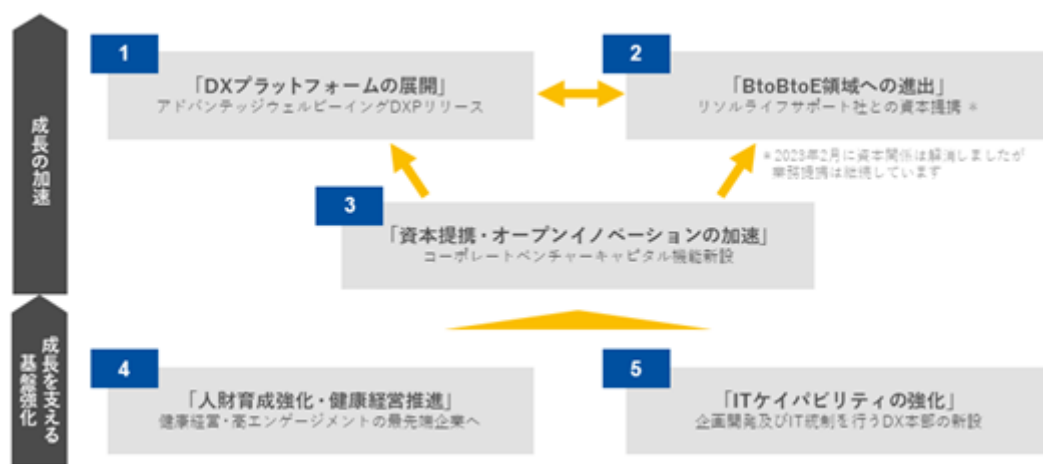 成長の加速
1
「DXプラットフォームの展開」
アドバンテッジウェルビーイングDXPリリース
2
「BtoBtoE領域への進出」
リソルライフサポート社との資本提携 ※
※2023年2月に資本関係は解消しましたが
業務提携は継続しています
3
「資本提携・オープンイノベーションの加速」
コーポレートベンチャーキャピタル機能新設
成長を支える
基盤強化
4
「人財育成強化・健康経営推進」
健康経営・高エンゲージメントの最先端企業へ
5
「ITケイパビリティの強化」
企画開発及びIT統制を行うDX本部の新設